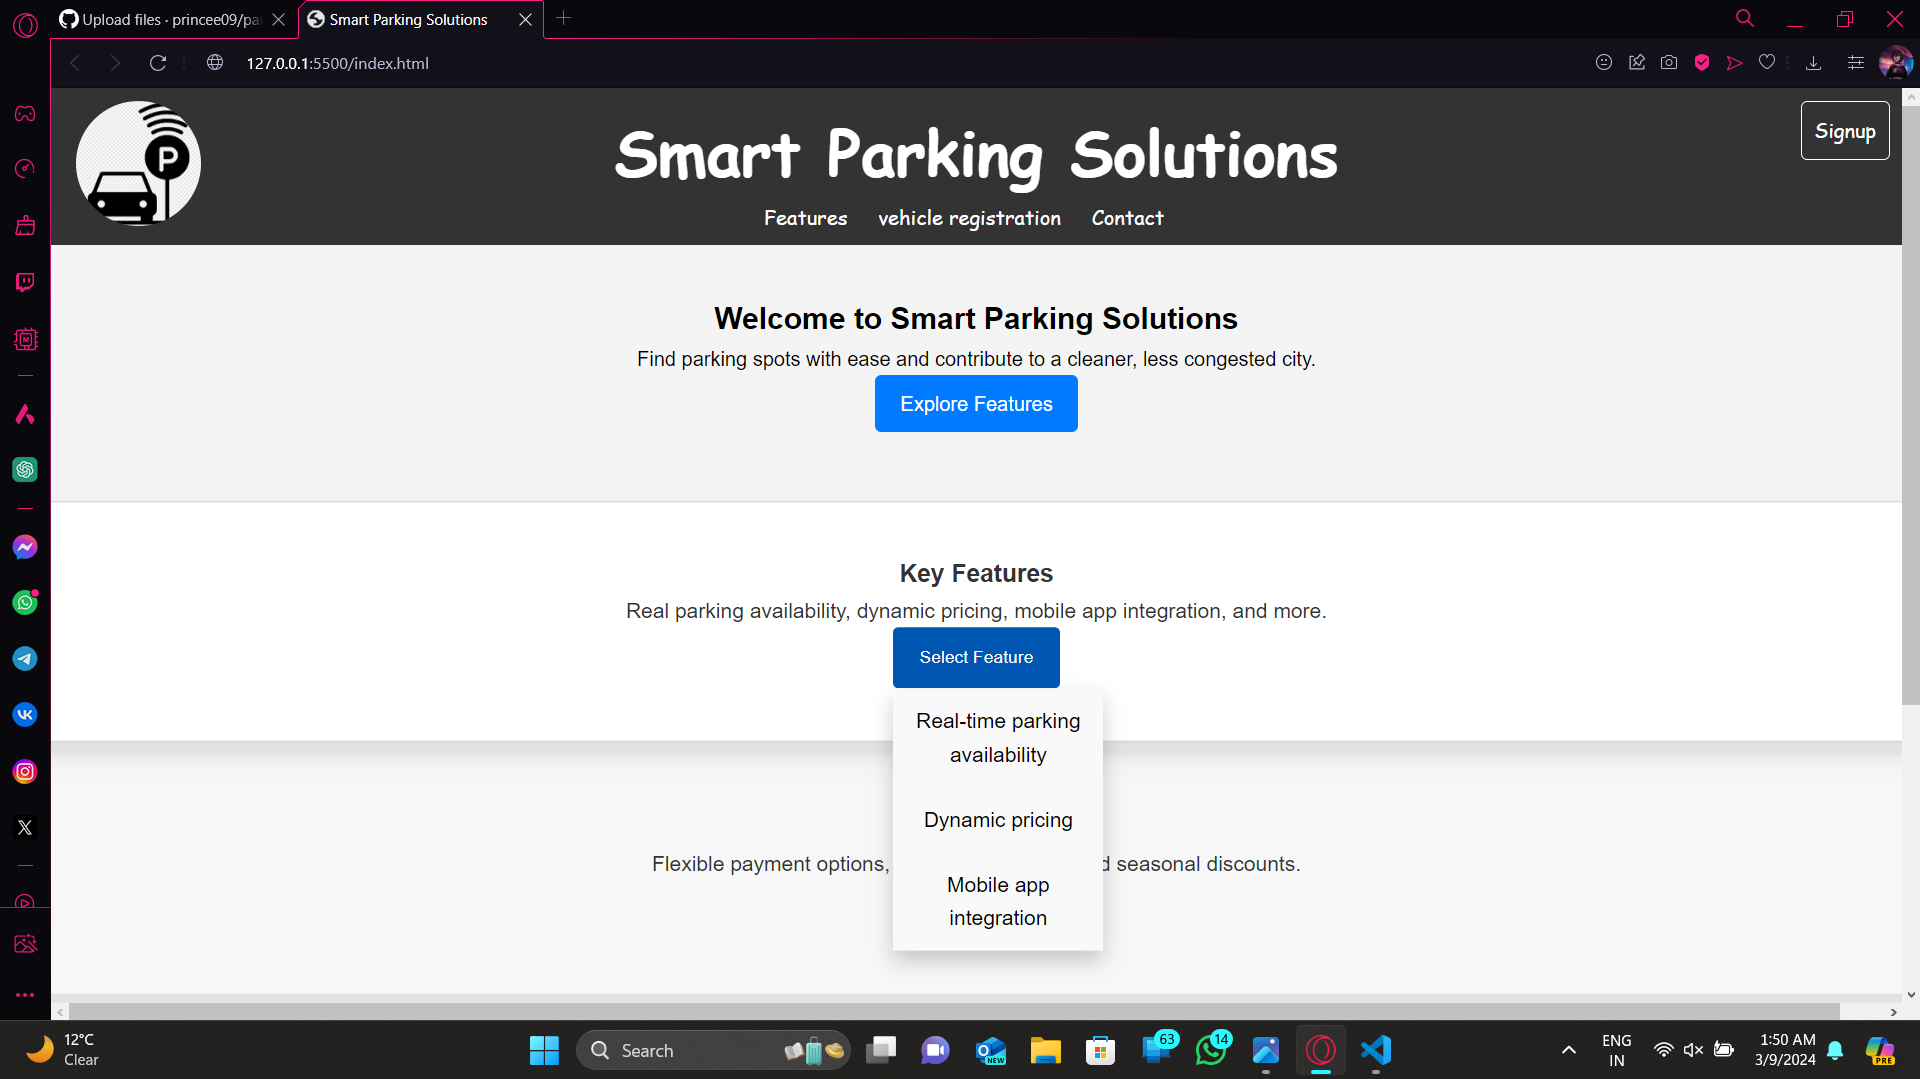 Upload files · princee09/pa
Smart Parking Solutions
127.0.0.1:5500/index.html
P
Smart Parking Solutions
Signup
Features vehicle registration Contact
Welcome to Smart Parking Solutions
Find parking spots with ease and contribute to a cleaner, less congested city.
Explore Features
Key Features
Real parking availability, dynamic pricing, mobile app integration, and more.
Select Feature
Real-time parking
availability
Dynamic pricing
Flexible payment options, d seasonal discounts.
Mobile app
integration
12°C
Clear
Search
NEW
63
14
ENG
IN
1:50 AM
3/9/2024
PRE